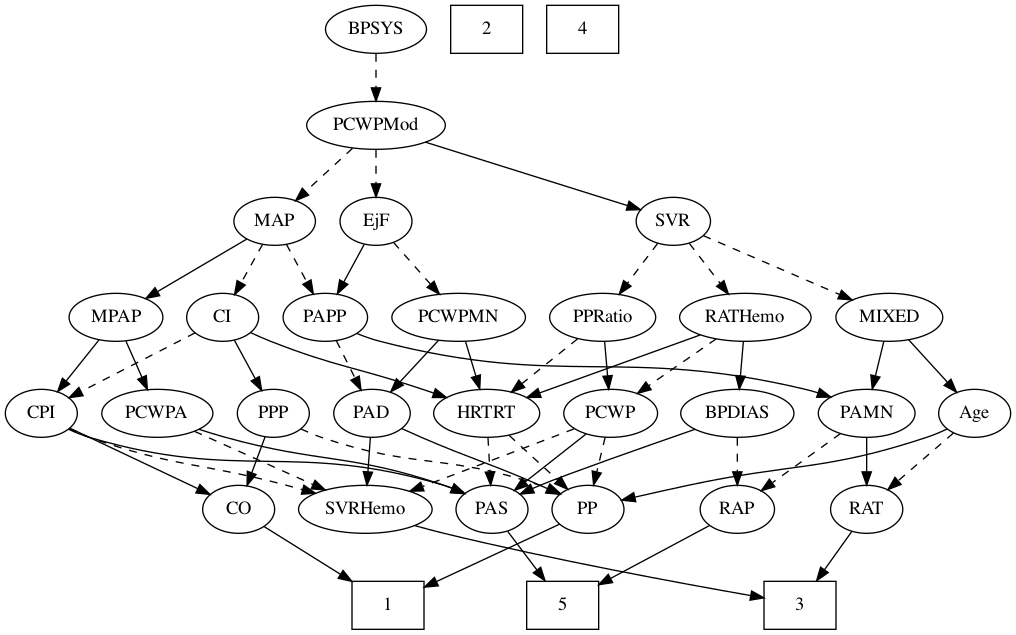 BPSYS
2
4
PCWPMod
MAP
EjF
SVR
MPAP
CI
PAPP
PCWPMN
PPRatio
RATHemo
MIXED
CPI
PCWPA
PPP
PAD
HRTRT
PCWP
BPDIAS
PAMN
Age
CO
SVRHemo
PAS
PP
RAP
RAT
1
5
3